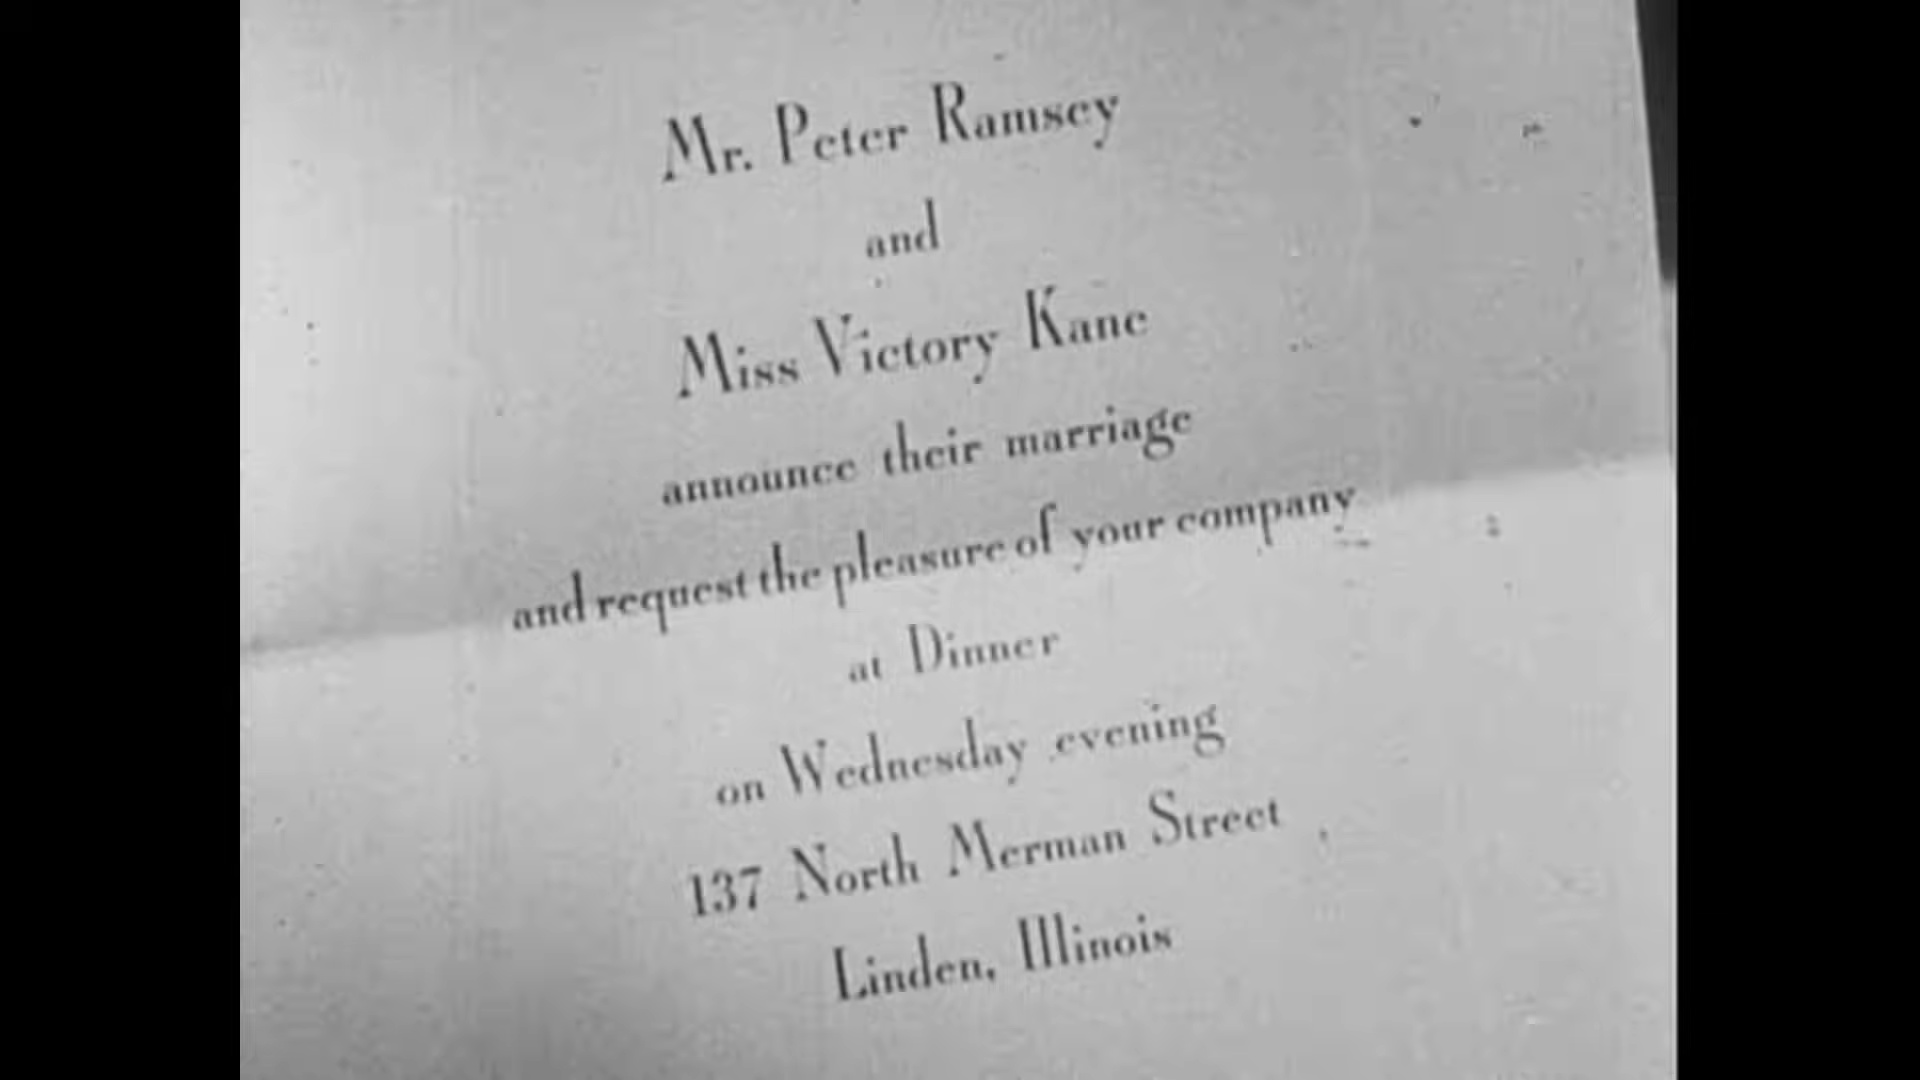 Mr. Peter Ramsey
and
Miss Victory Kane
announce their marriage
and request the pleasure of your company
at Dinner
on Wednesday evening
137 North Merman Street
Linden, Illinois